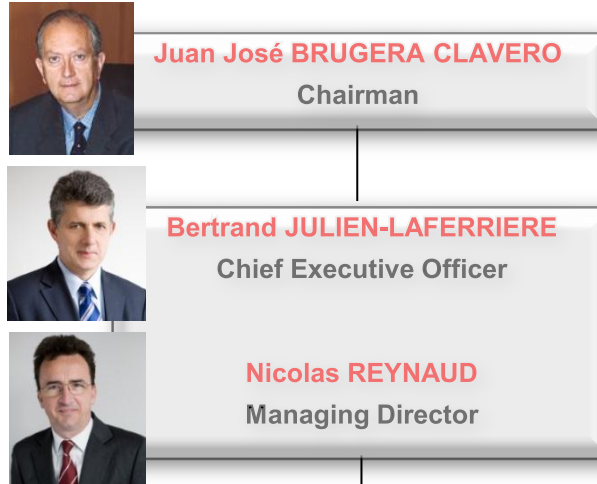 Juan José BRUGERA CLAVERO
Chairman
Bertrand JULIEN-LAFERRIERE
Chief Executive Officer
Nicolas REYNAUD
Managing Director